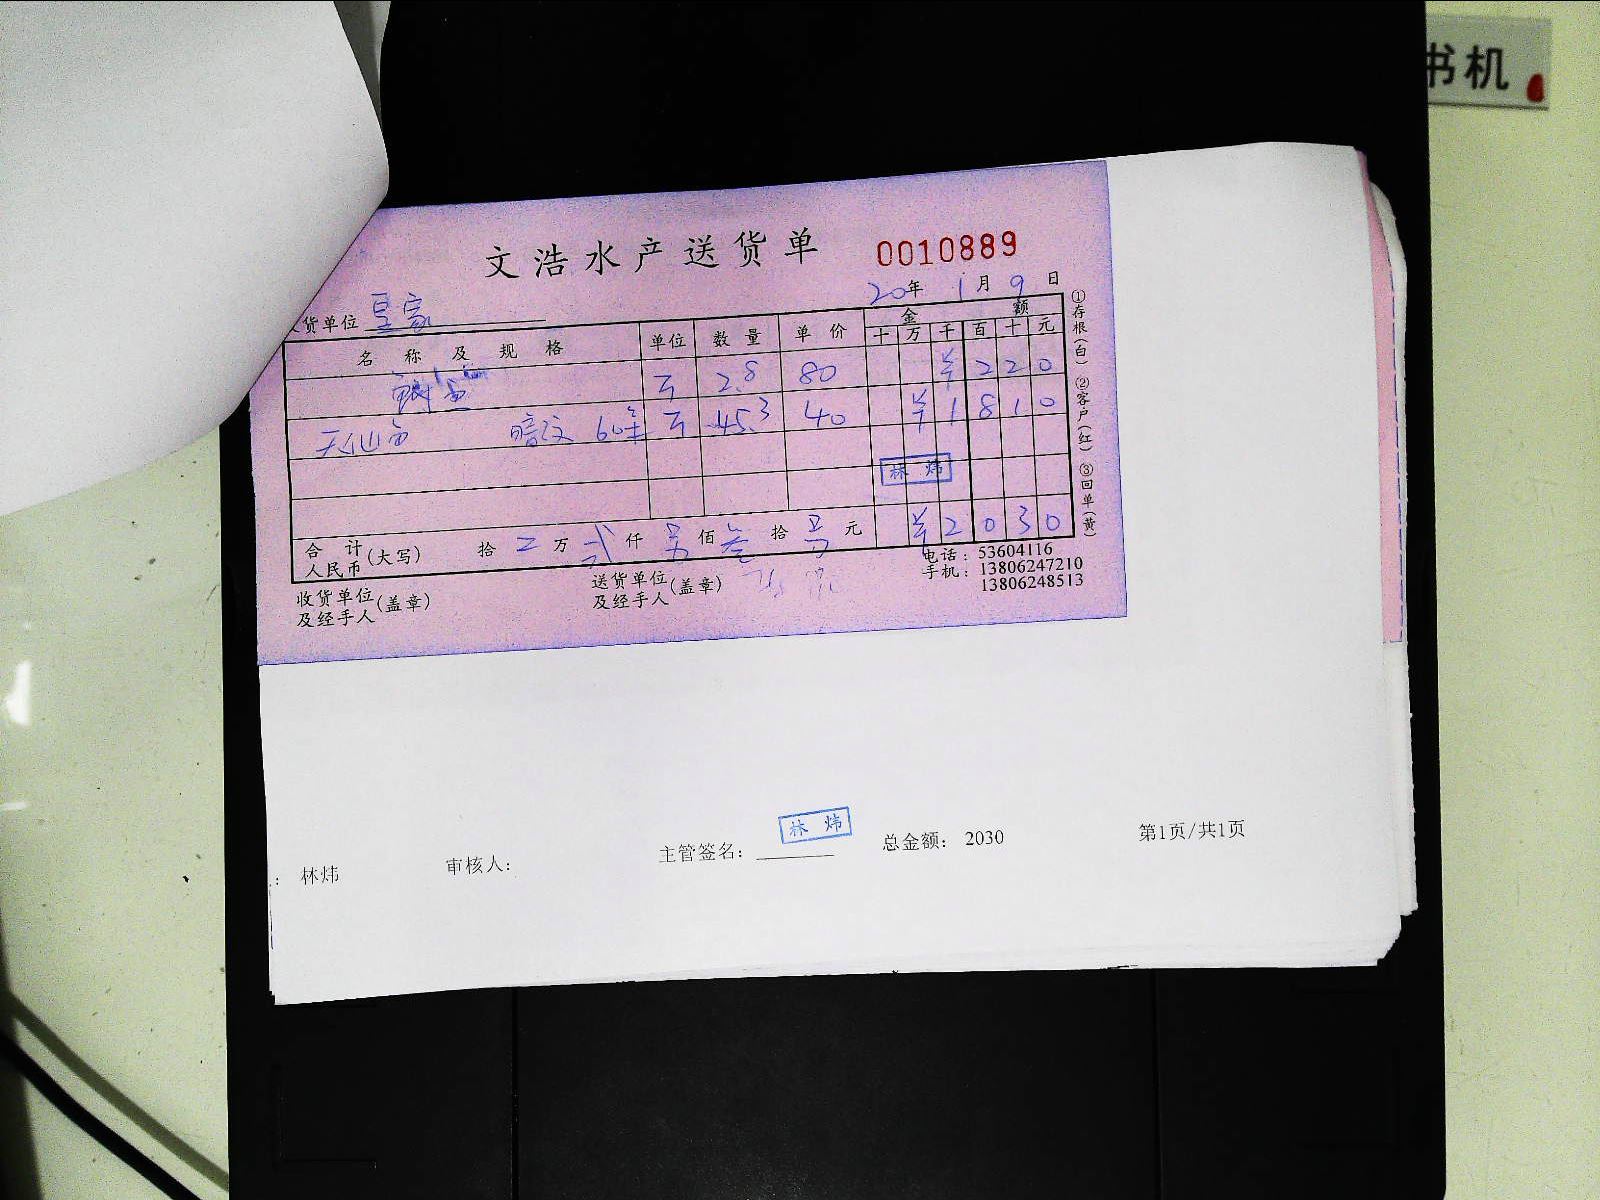 书机
文浩水产送货单 0010889
20年 1月 9日
货单位 皇家
名称及规格 单位 数量 单价 金额
十 万 千 百 十 元
2.8 80 ¥ 2 2 0
60 45.3 40 ¥ 1 8 1 0
林 炜
合计人民币(大写) 拾 万 贰 仟 另 佰 叁 拾 另 元 ¥ 2 0 3 0
收货单位及经手人(盖章) 送货单位及经手人(盖章)
电话：53604116
手机：13806247210
13806248513
①存根(白) ②客户(红) ③回单(黄)
: 林炜 审核人: 主管签名: 林 炜 总金额: 2030 第1页/共1页